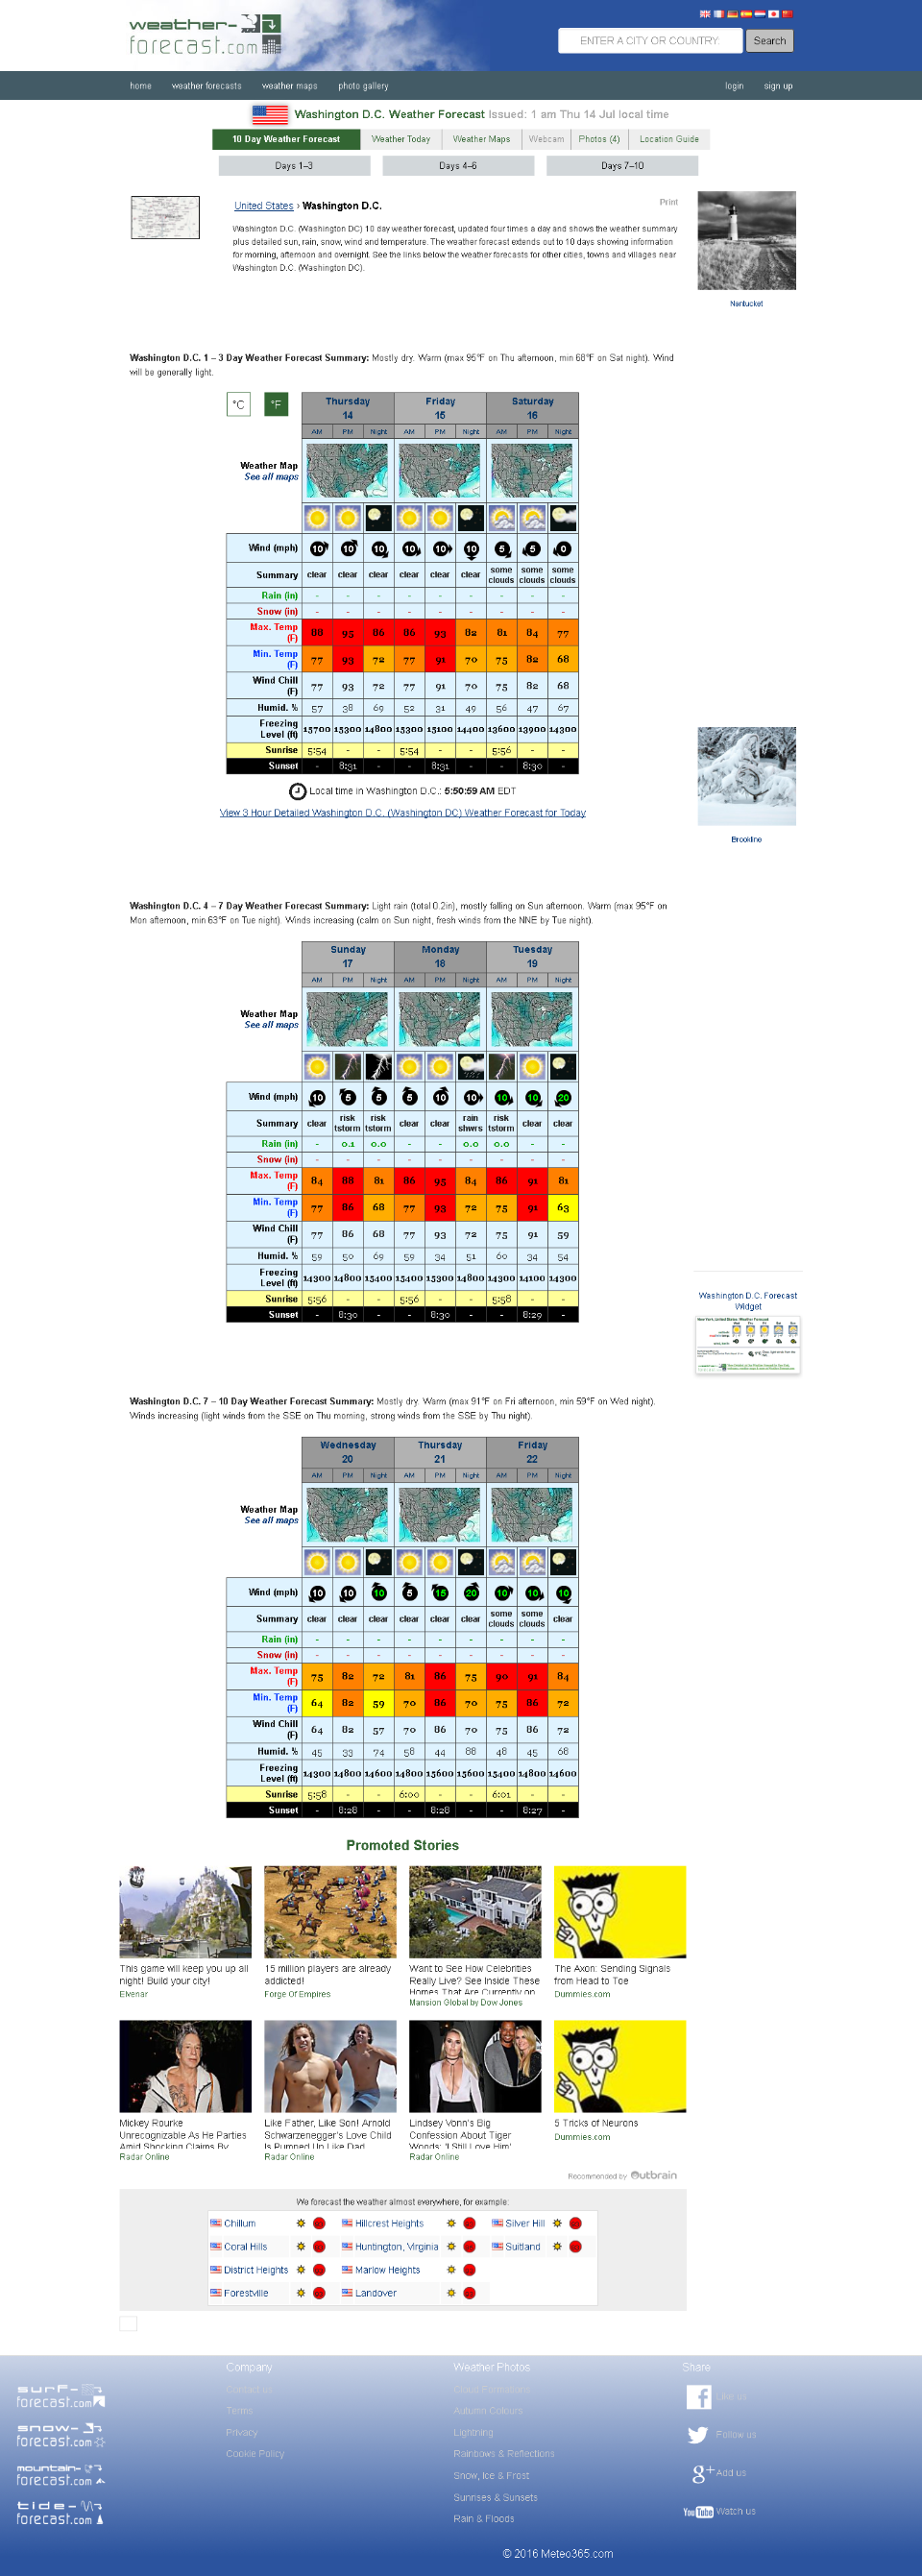 weather-
forecast.com
ENTER A CITY OR COUNTRY.
Search
home weather forecasts weather maps photo gallery login sign up
Washington D.C. Weather Forecast Issued: 1 am Thu 14 Jul local time
10 Day Weather Forecast Weather Today Weather Maps Webcam Photos (4) Location Guide
Days 1–3 Days 4–6 Days 7–10
United States › Washington D.C.
Print
Washington D.C. (Washington DC) 10 day weather forecast, updated four times a day and shows the weather summary
plus detailed sun, rain, snow, wind and temperature. The weather forecast extends out to 10 days showing information
for morning, afternoon and overnight. See the links below the weather forecasts for other cities, towns and villages near
Washington D.C. (Washington DC).
Nantucket
Washington D.C. 1 – 3 Day Weather Forecast Summary: Mostly dry. Warm (max 95°F on Thu afternoon, min 68°F on Sat night). Wind
will be generally light.
°C °F Thursday Friday Saturday
14 15 16
AM PM Night AM PM Night AM PM Night
Weather Map
See all maps
Wind (mph) 10 10 10 10 10 10 5 5 0
Summary clear clear clear clear clear clear some clouds some clouds some clouds
Rain (in) - - - - - - - - -
Snow (in) - - - - - - - - -
Max. Temp (F) 88 95 86 86 93 82 81 84 77
Min. Temp (F) 77 93 72 77 91 70 75 82 68
Wind Chill (F) 77 93 72 77 91 70 75 82 68
Humid. % 57 38 69 52 31 49 56 47 67
Freezing Level (ft) 15700 15300 14800 15300 15100 14400 13600 13900 14300
Sunrise 5:54 - - 5:54 - - 5:56 - -
Sunset - 8:31 - - 8:31 - - 8:30 -
Local time in Washington D.C.: 5:50:59 AM EDT
View 3 Hour Detailed Washington D.C. (Washington DC) Weather Forecast for Today
Brookline
Washington D.C. 4 – 7 Day Weather Forecast Summary: Light rain (total 0.2in), mostly falling on Sun afternoon. Warm (max 95°F on
Mon afternoon, min 63°F on Tue night). Winds increasing (calm on Sun night, fresh winds from the NNE by Tue night).
Sunday Monday Tuesday
17 18 19
AM PM Night AM PM Night AM PM Night
Weather Map
See all maps
Wind (mph) 10 5 5 5 10 10 10 10 20
Summary clear risk tstorm risk tstorm clear clear rain shwrs risk tstorm clear clear
Rain (in) - 0.1 0.0 - - 0.0 0.0 - -
Snow (in) - - - - - - - - -
Max. Temp (F) 84 88 81 86 95 84 86 91 81
Min. Temp (F) 77 86 68 77 93 72 75 91 63
Wind Chill (F) 77 86 68 77 93 72 75 91 59
Humid. % 59 50 69 59 34 51 60 34 54
Freezing Level (ft) 14300 14800 15400 15400 15300 14800 14300 14100 14300
Sunrise 5:56 - - 5:56 - - 5:58 - -
Sunset - 8:30 - - 8:30 - - 8:29 -
Washington D.C. Forecast
Widget
Washington D.C. 7 – 10 Day Weather Forecast Summary: Mostly dry. Warm (max 91°F on Fri afternoon, min 59°F on Wed night).
Winds increasing (light winds from the SSE on Thu morning, strong winds from the SSE by Thu night).
Wednesday Thursday Friday
20 21 22
AM PM Night AM PM Night AM PM Night
Weather Map
See all maps
Wind (mph) 10 10 10 5 15 20 10 10 10
Summary clear clear clear clear clear clear some clouds some clouds clear
Rain (in) - - - - - - - - -
Snow (in) - - - - - - - - -
Max. Temp (F) 75 82 72 81 86 75 90 91 84
Min. Temp (F) 64 82 59 70 86 70 75 86 72
Wind Chill (F) 64 82 57 70 86 70 75 86 72
Humid. % 45 33 74 58 44 88 48 45 68
Freezing Level (ft) 14300 14800 14600 14800 15600 15600 15400 14800 14600
Sunrise 5:58 - - 6:00 - - 6:01 - -
Sunset - 8:28 - - 8:28 - - 8:27 -
Promoted Stories
This game will keep you up all
night! Build your city!
Elvenar
15 million players are already
addicted!
Forge Of Empires
Want to See How Celebrities
Really Live? See Inside These
Homes That Are Currently on
Mansion Global by Dow Jones
The Axon: Sending Signals
from Head to Toe
Dummies.com
Mickey Rourke
Unrecognizable As He Parties
Amid Shocking Claims By
Radar Online
Like Father, Like Son! Arnold
Schwarzenegger's Love Child
Is Pumped Up Like Dad
Radar Online
Lindsey Vonn's Big
Confession About Tiger
Woods: 'I Still Love Him'
Radar Online
5 Tricks of Neurons
Dummies.com
Recommended by Outbrain
We forecast the weather almost everywhere, for example:
Chillum Hillcrest Heights Silver Hill
Coral Hills Huntington, Virginia Suitland
District Heights Marlow Heights
Forestville Landover
surf-
forecast.com
snow-
forecast.com
mountain-
forecast.com
tide-
forecast.com
Company
Contact us
Terms
Privacy
Cookie Policy
Weather Photos
Cloud Formations
Autumn Colours
Lightning
Rainbows & Reflections
Snow, Ice & Frost
Sunrises & Sunsets
Rain & Floods
Share
Like us
Follow us
Add us
YouTube Watch us
© 2016 Meteo365.com